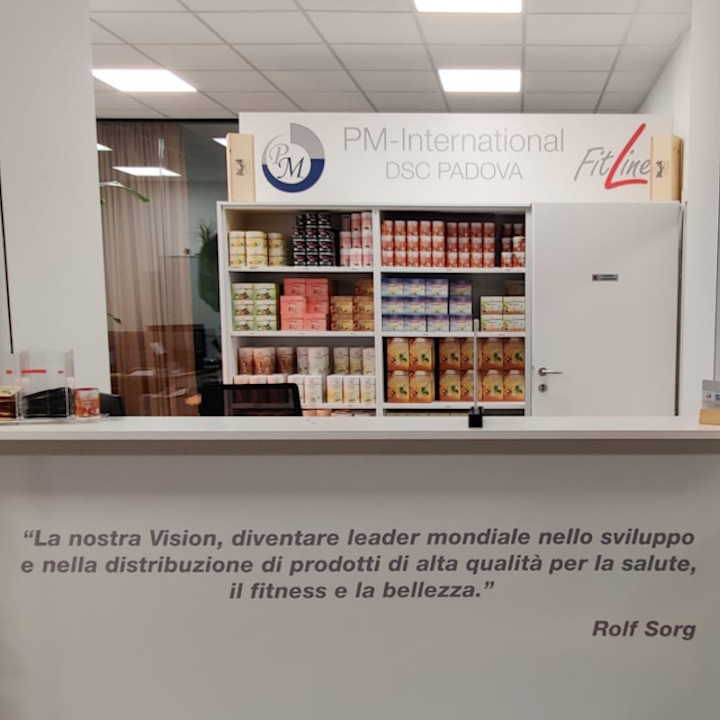 PM
PM-International
DSC PADOVA
FitLine
“La nostra Vision, diventare leader mondiale nello sviluppo
e nella distribuzione di prodotti di alta qualità per la salute,
il fitness e la bellezza.”
Rolf Sorg